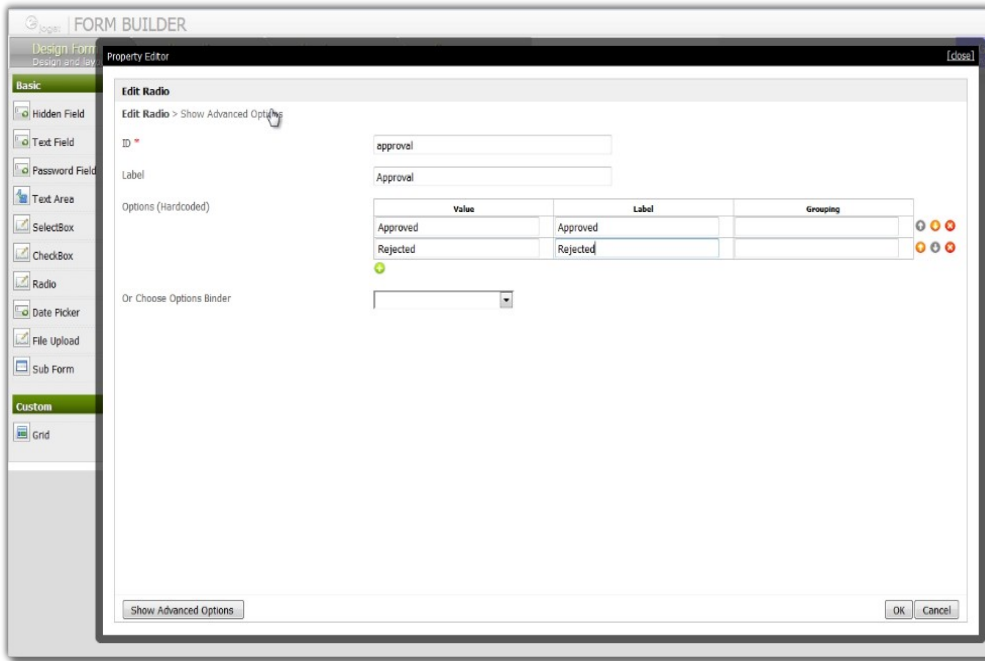 joget FORM BUILDER
Design Form
Property Editor
[close]
Basic
Hidden Field
Text Field
Password Field
Text Area
SelectBox
CheckBox
Radio
Date Picker
File Upload
Sub Form
Custom
Grid
Edit Radio
Edit Radio > Show Advanced Options
ID *
approval
Label
Approval
Options (Hardcoded)
Value Label Grouping
Approved Approved
Rejected Rejected
Or Choose Options Binder
Show Advanced Options
OK Cancel